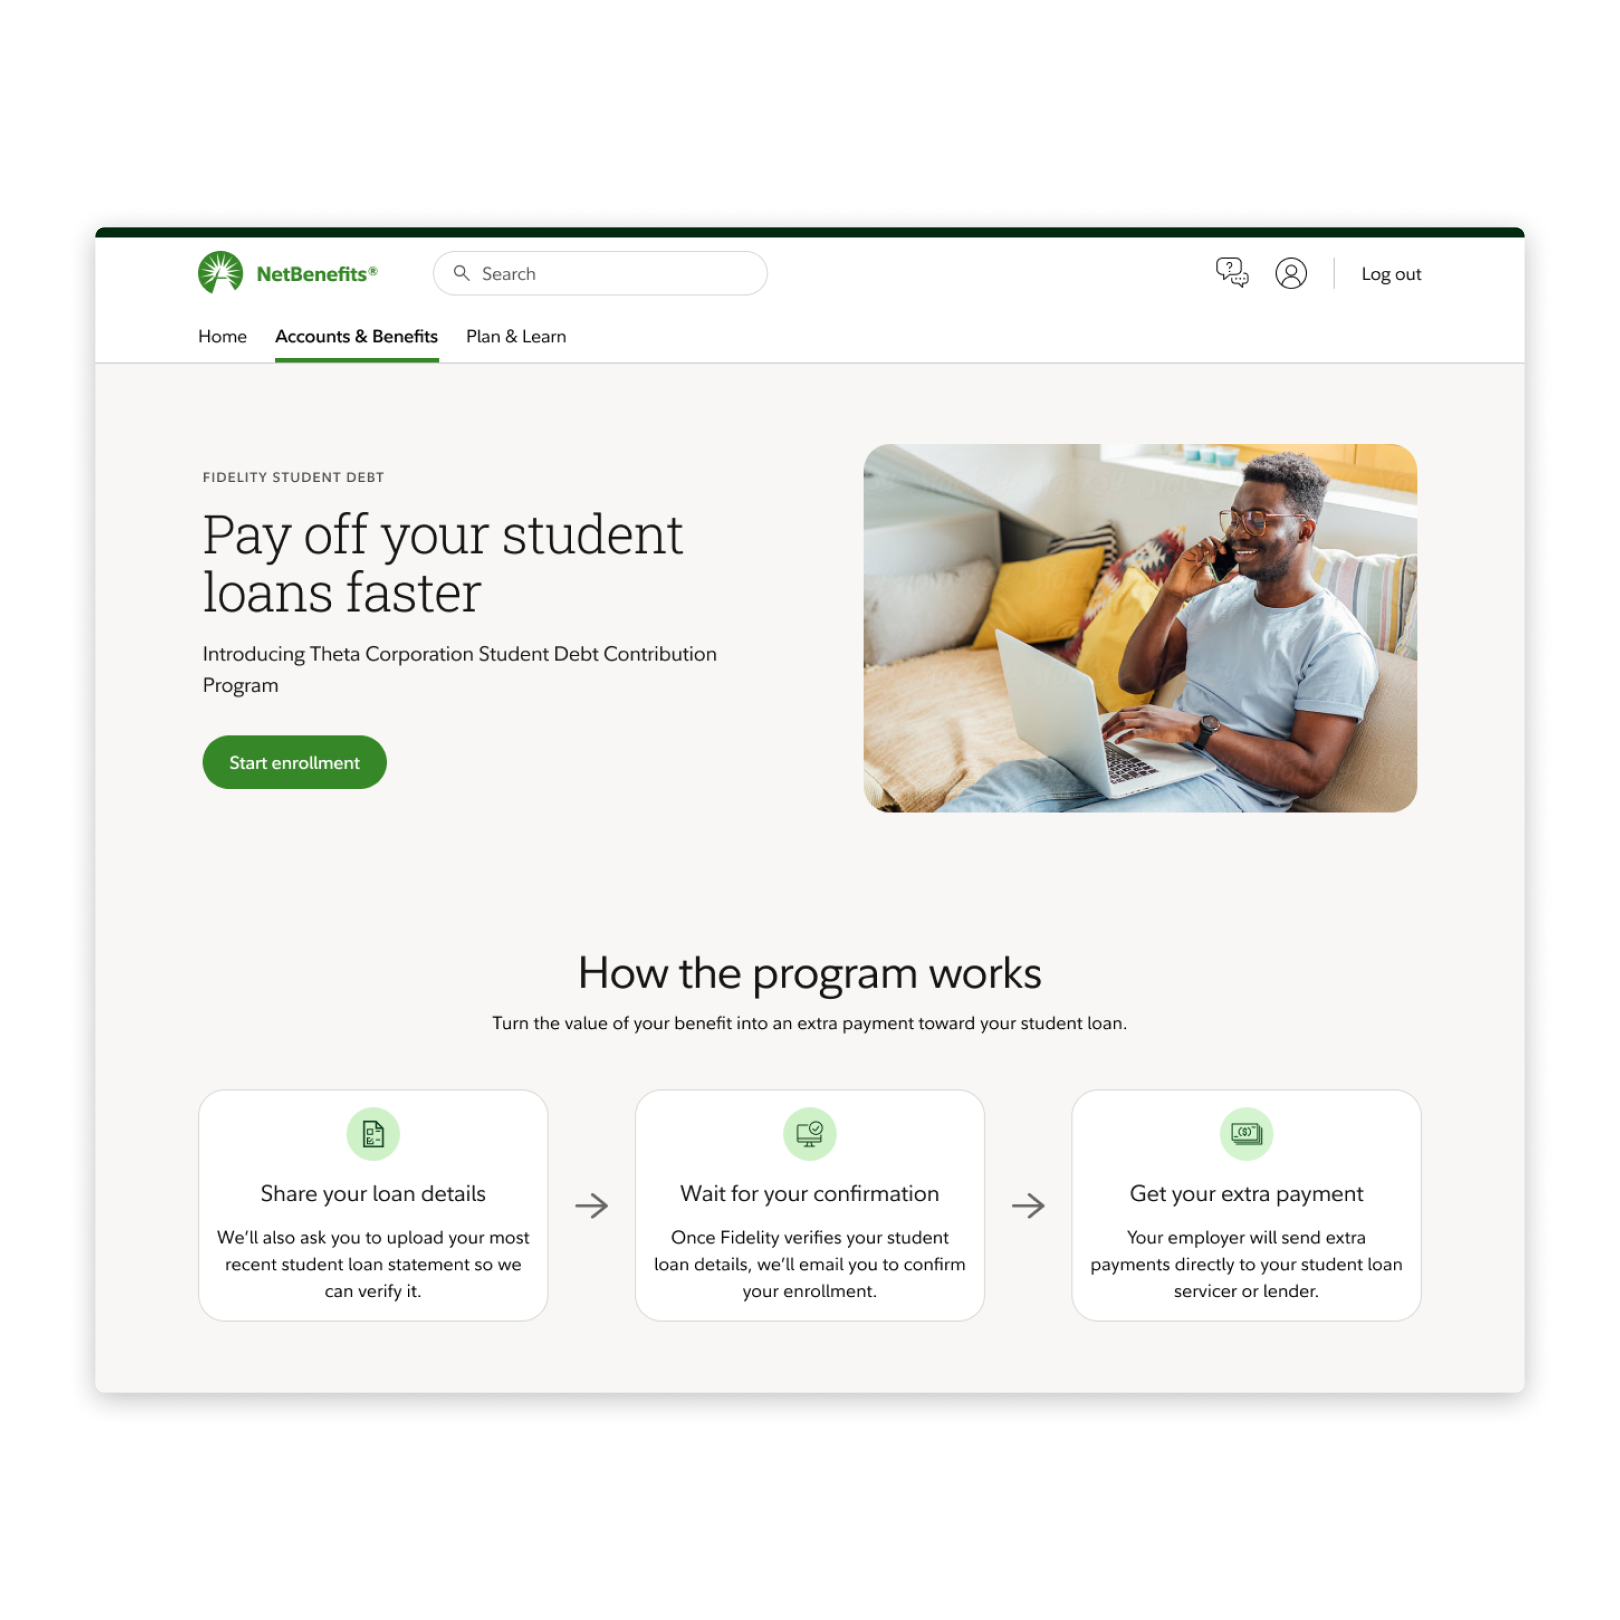 NetBenefits®
Search
Log out
Home
Accounts & Benefits
Plan & Learn
FIDELITY STUDENT DEBT
Pay off your student
loans faster
Introducing Theta Corporation Student Debt Contribution
Program
Start enrollment
How the program works
Turn the value of your benefit into an extra payment toward your student loan.
Share your loan details
We’ll also ask you to upload your most
recent student loan statement so we
can verify it.
Wait for your confirmation
Once Fidelity verifies your student
loan details, we’ll email you to confirm
your enrollment.
Get your extra payment
Your employer will send extra
payments directly to your student loan
servicer or lender.